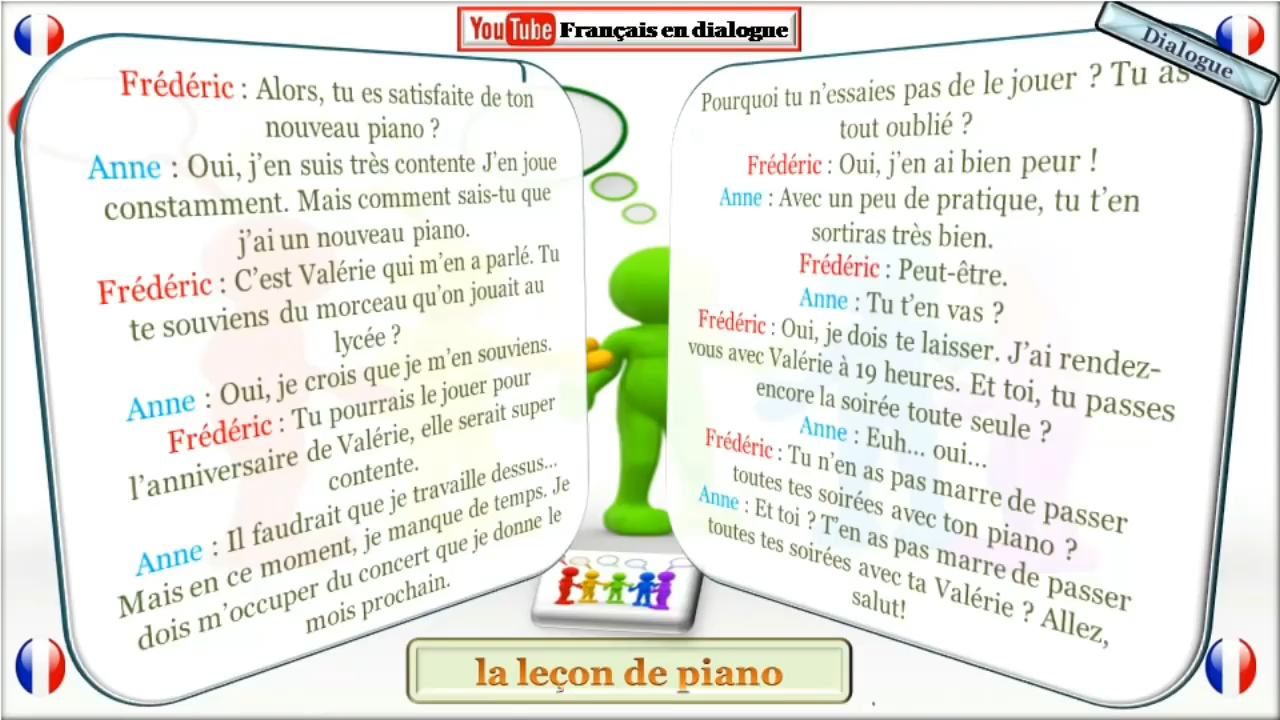 YouTube Français en dialogue
Dialogue
Frédéric : Alors, tu es satisfaite de ton
nouveau piano ?
Anne : Oui, j’en suis très contente J’en joue
constamment. Mais comment sais-tu que
j’ai un nouveau piano.
Frédéric : C’est Valérie qui m’en a parlé. Tu
te souviens du morceau qu’on jouait au
lycée ?
Anne : Oui, je crois que je m’en souviens.
Frédéric : Tu pourrais le jouer pour
l’anniversaire de Valérie, elle serait super
contente.
Anne : Il faudrait que je travaille dessus…
Mais en ce moment, je manque de temps. Je
dois m’occuper du concert que je donne le
mois prochain.
Pourquoi tu n’essaies pas de le jouer ? Tu as
tout oublié ?
Frédéric : Oui, j’en ai bien peur !
Anne : Avec un peu de pratique, tu t’en
sortiras très bien.
Frédéric : Peut-être.
Anne : Tu t’en vas ?
Frédéric : Oui, je dois te laisser. J’ai rendez-
vous avec Valérie à 19 heures. Et toi, tu passes
encore la soirée toute seule ?
Anne : Euh… oui…
Frédéric : Tu n’en as pas marre de passer
toutes tes soirées avec ton piano ?
Anne : Et toi ? T’en as pas marre de passer
toutes tes soirées avec ta Valérie ? Allez,
salut!
la leçon de piano